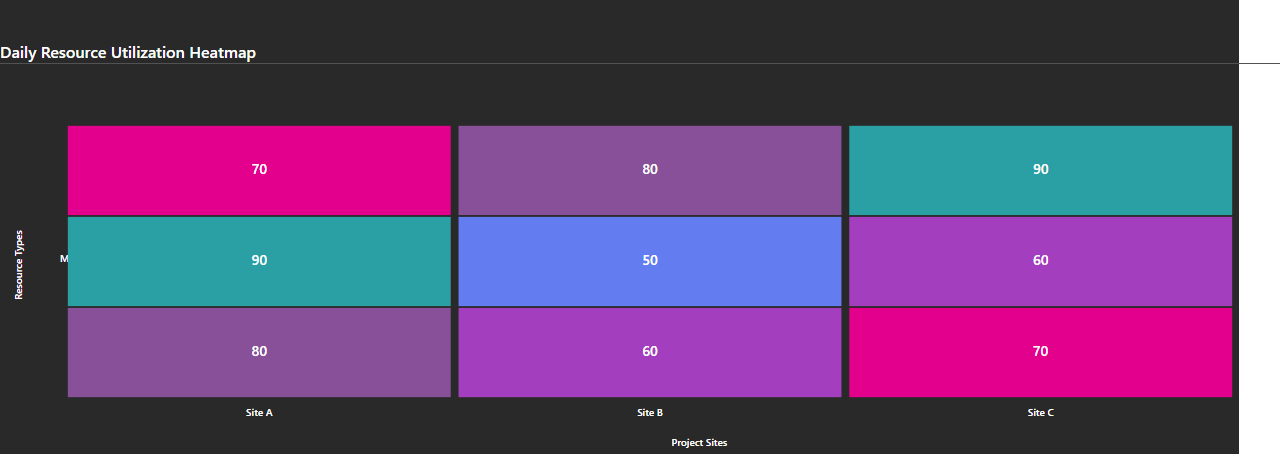 Daily Resource Utilization Heatmap
70 80 90
Resource Types
90 50 60
80 60 70
Site A Site B Site C
Project Sites